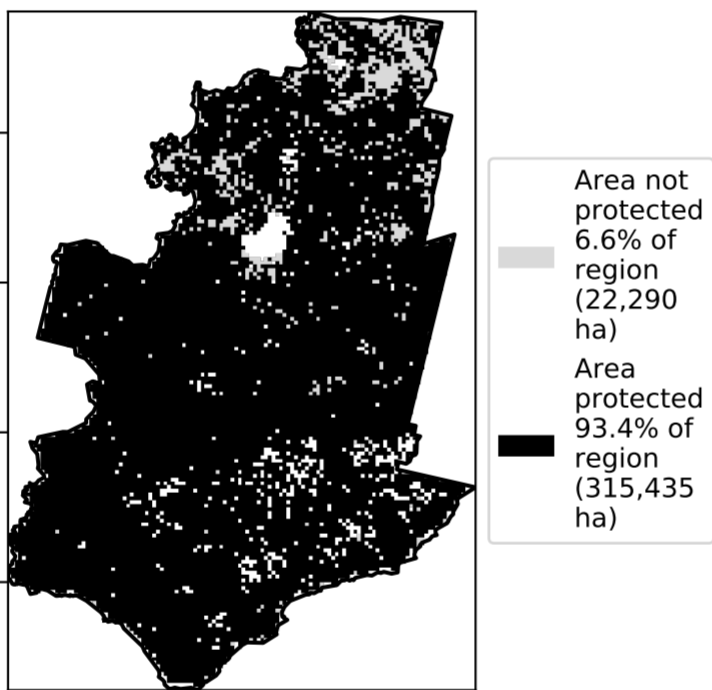 Area not
protected
6.6% of
region
(22,290
ha)
Area
protected
93.4% of
region
(315,435
ha)